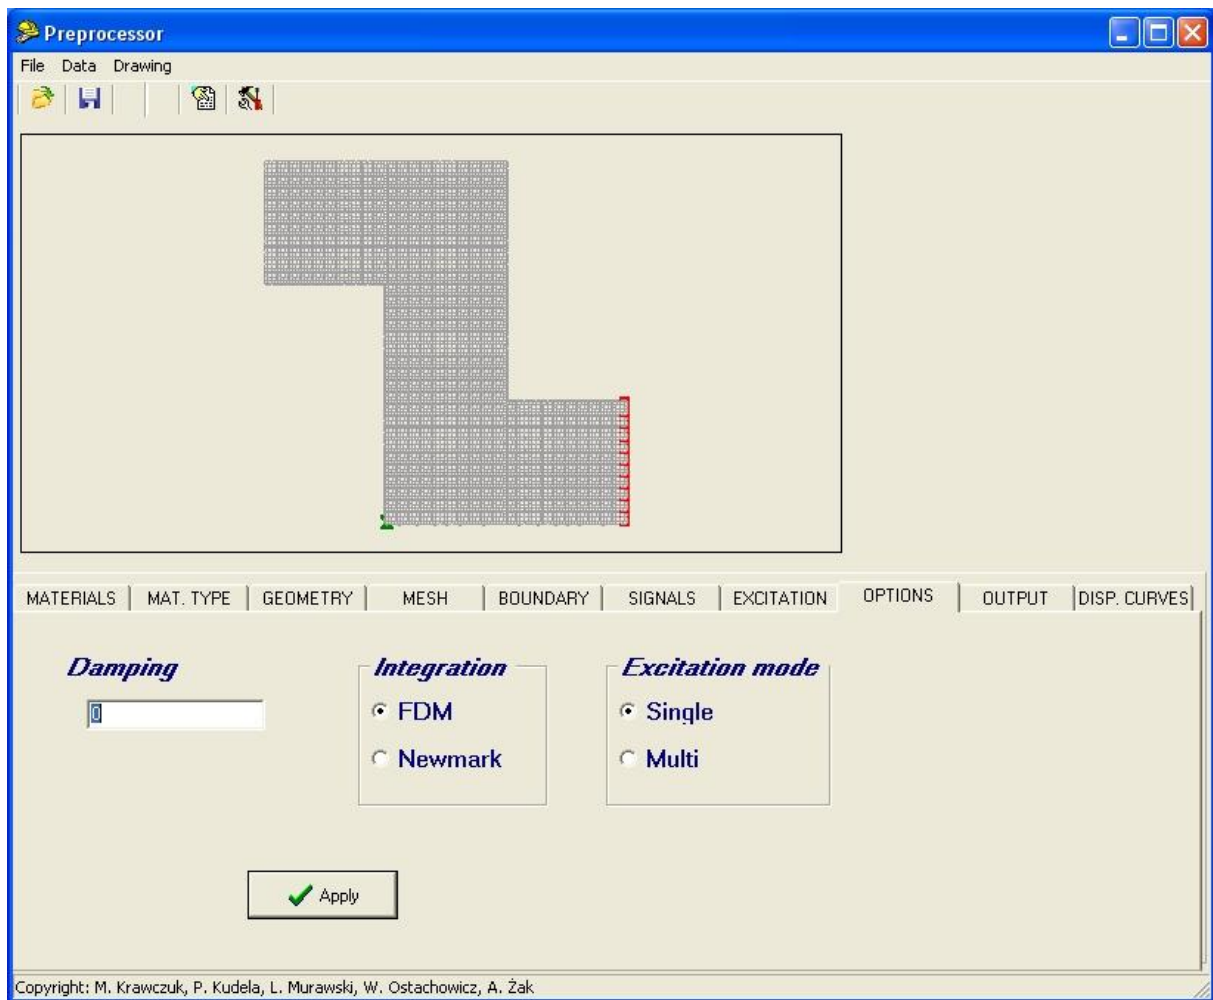 Preprocessor
File Data Drawing
MATERIALS MAT. TYPE GEOMETRY MESH BOUNDARY SIGNALS EXCITATION OPTIONS OUTPUT DISP. CURVES
Damping Integration Excitation mode
0 FDM Single
Newmark Multi
Apply
Copyright: M. Krawczuk, P. Kudela, L. Murawski, W. Ostachowicz, A. Żak